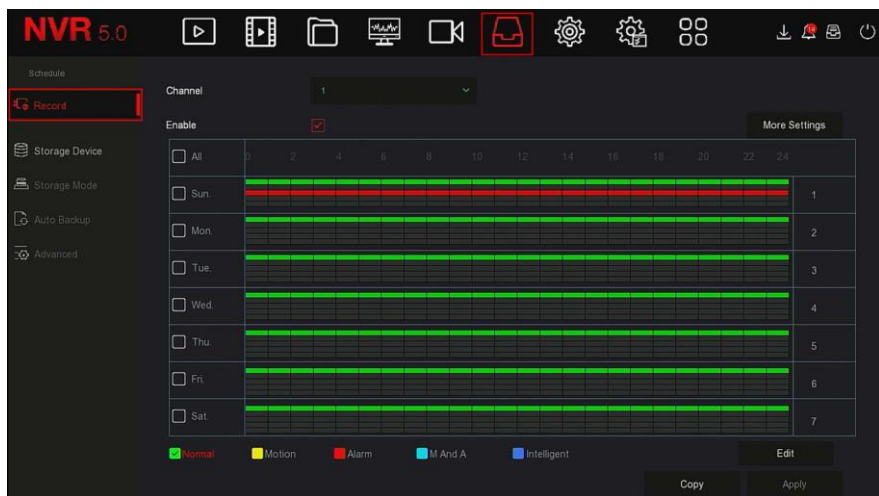 NVR 5.0
Schedule
Record
Storage Device
Storage Mode
Auto Backup
Advanced
Channel 1
Enable
More Settings
All 0 2 4 6 8 10 12 14 16 18 20 22 24
Sun. 1
Mon. 2
Tue. 3
Wed. 4
Thu. 5
Fri. 6
Sat. 7
Normal Motion Alarm M And A Intelligent Edit
Copy Apply